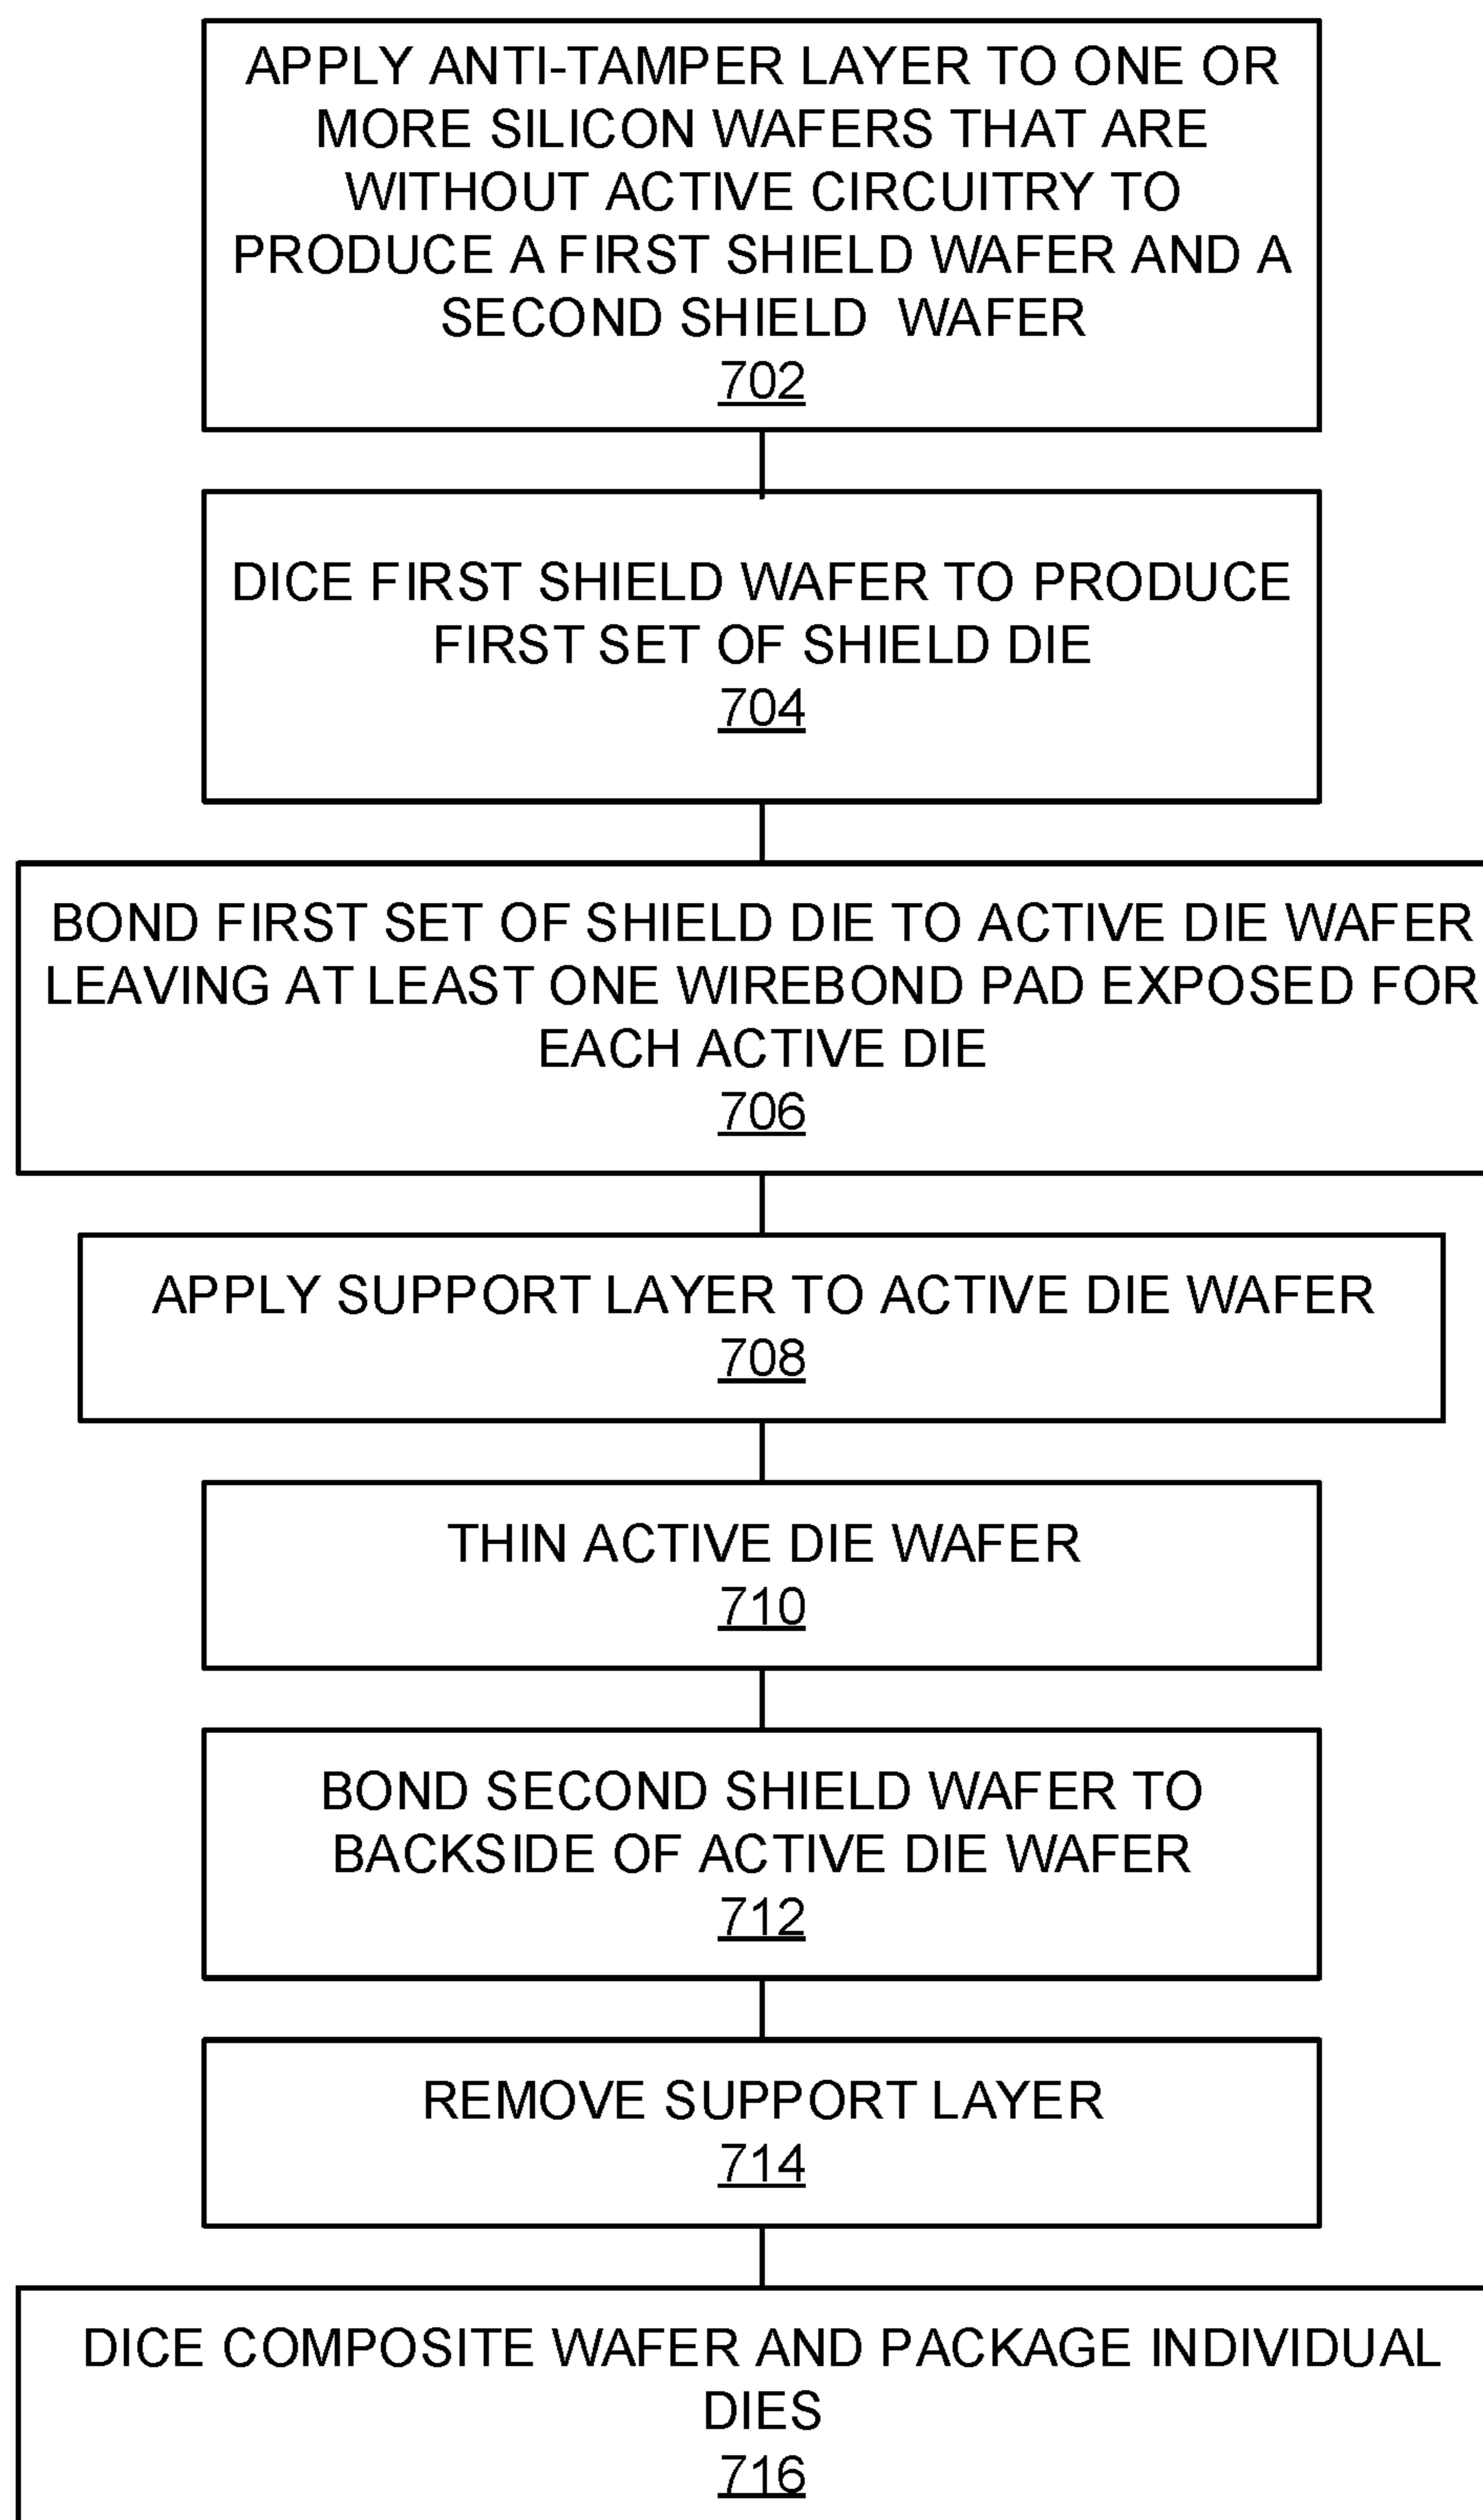 APPLY ANTI-TAMPER LAYER TO ONE OR
MORE SILICON WAFERS THAT ARE
WITHOUT ACTIVE CIRCUITRY TO
PRODUCE A FIRST SHIELD WAFER AND A
SECOND SHIELD WAFER
702
DICE FIRST SHIELD WAFER TO PRODUCE
FIRST SET OF SHIELD DIE
704
BOND FIRST SET OF SHIELD DIE TO ACTIVE DIE WAFER
LEAVING AT LEAST ONE WIREBOND PAD EXPOSED FOR
EACH ACTIVE DIE
706
APPLY SUPPORT LAYER TO ACTIVE DIE WAFER
708
THIN ACTIVE DIE WAFER
710
BOND SECOND SHIELD WAFER TO
BACKSIDE OF ACTIVE DIE WAFER
712
REMOVE SUPPORT LAYER
714
DICE COMPOSITE WAFER AND PACKAGE INDIVIDUAL
DIES
716